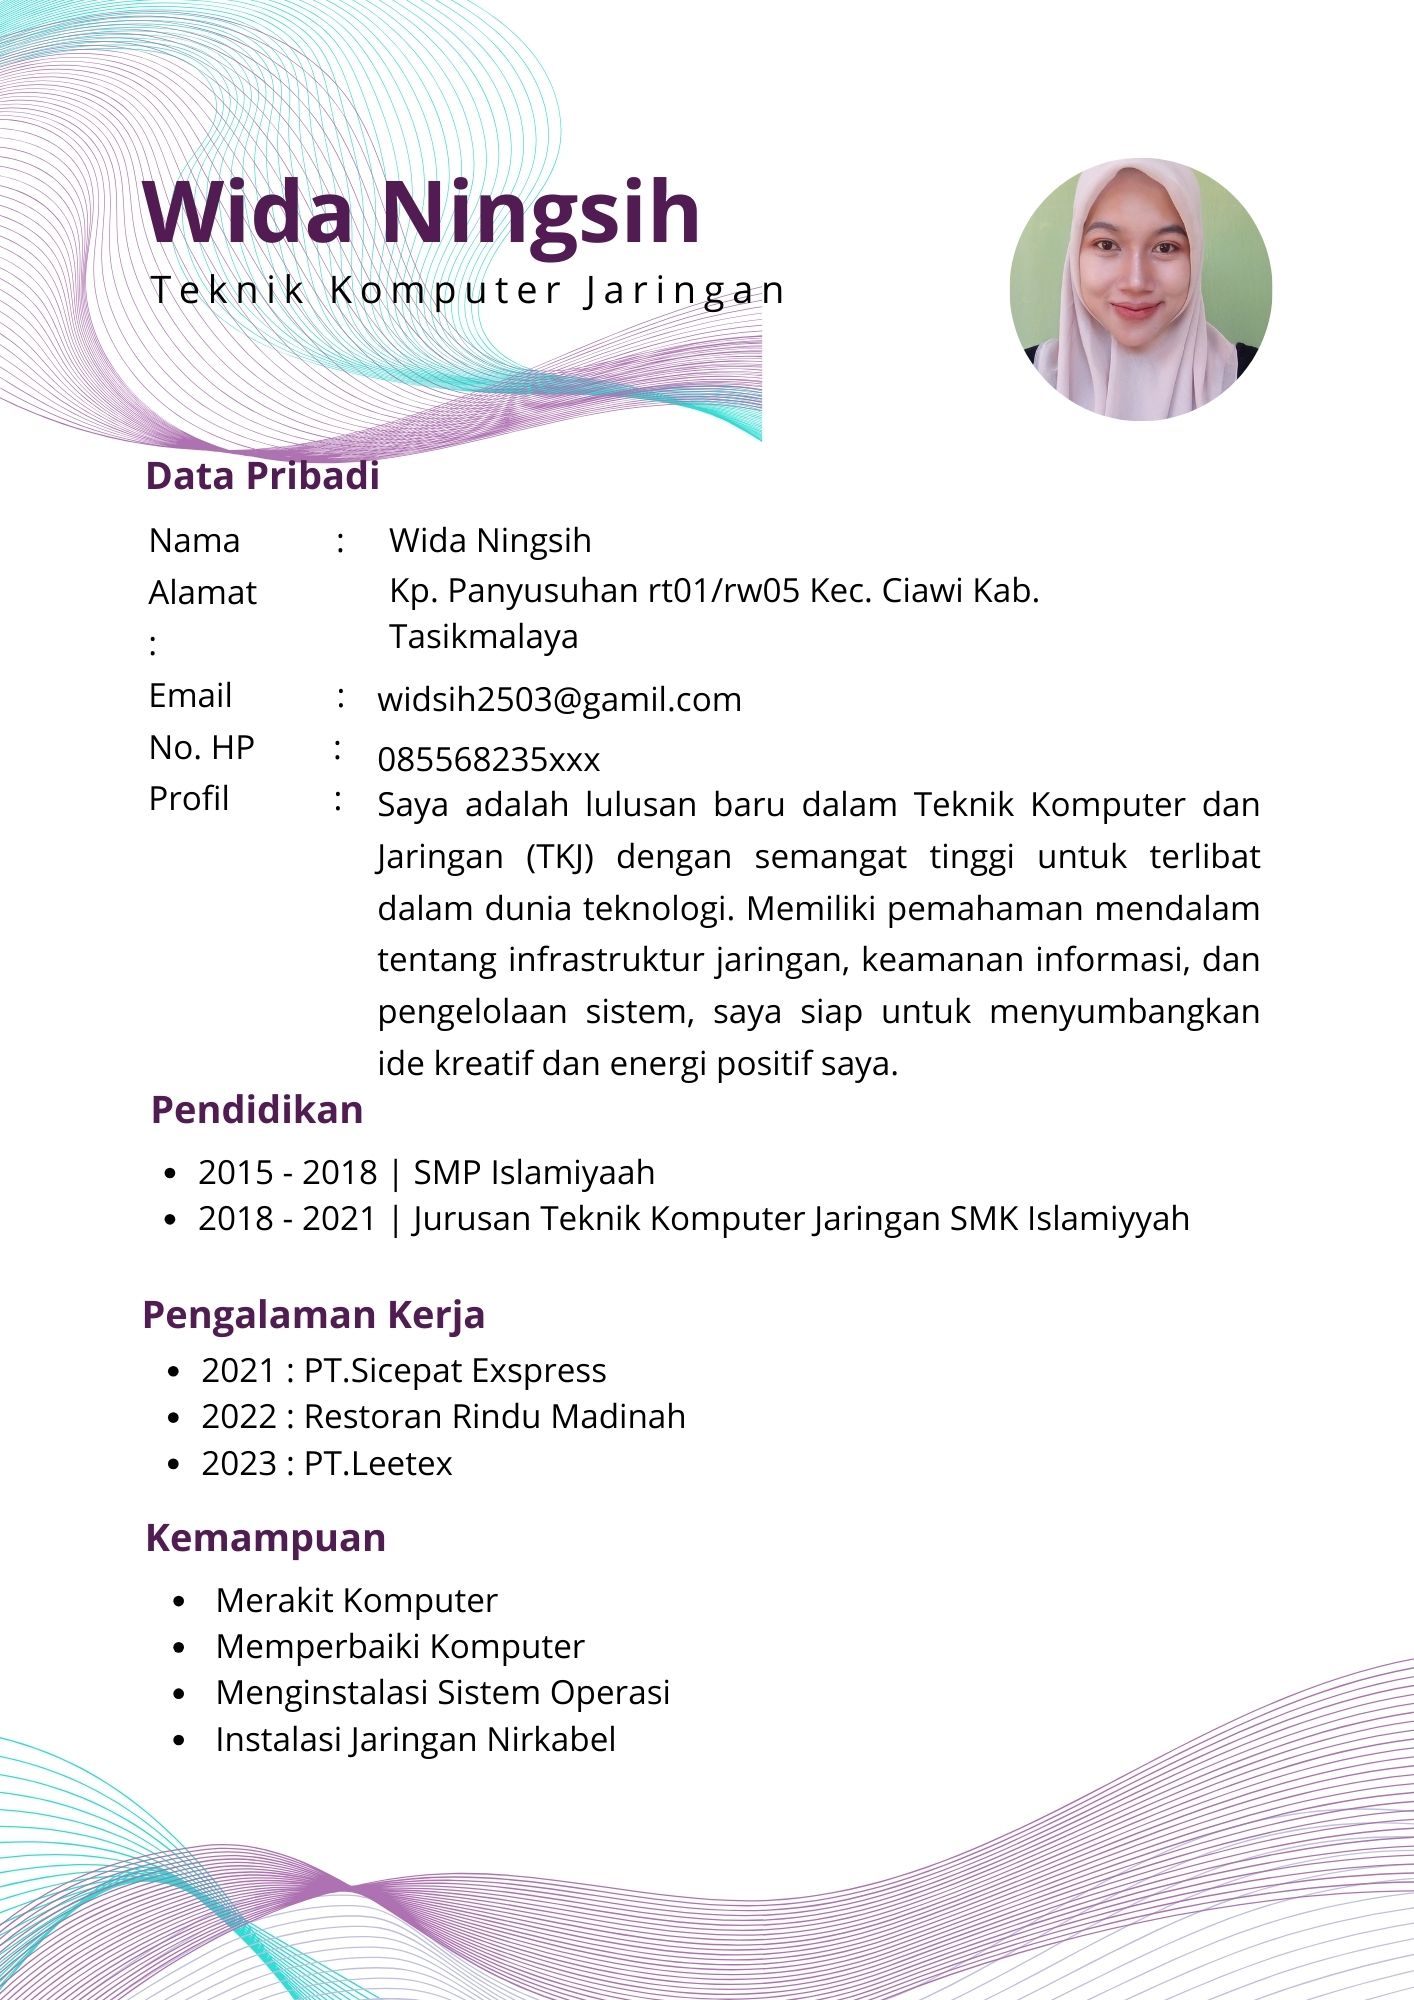 Wida Ningsih
Teknik Komputer Jaringan
Data Pribadi
Nama : Wida Ningsih
Alamat : Kp. Panyusuhan rt01/rw05 Kec. Ciawi Kab.
Tasikmalaya
Email : widsih2503@gamil.com
No. HP : 085568235xxx
Profil : Saya adalah lulusan baru dalam Teknik Komputer dan
Jaringan (TKJ) dengan semangat tinggi untuk terlibat
dalam dunia teknologi. Memiliki pemahaman mendalam
tentang infrastruktur jaringan, keamanan informasi, dan
pengelolaan sistem, saya siap untuk menyumbangkan
ide kreatif dan energi positif saya.
Pendidikan
• 2015 - 2018 | SMP Islamiyaah
• 2018 - 2021 | Jurusan Teknik Komputer Jaringan SMK Islamiyyah
Pengalaman Kerja
• 2021 : PT.Sicepat Exspress
• 2022 : Restoran Rindu Madinah
• 2023 : PT.Leetex
Kemampuan
• Merakit Komputer
• Memperbaiki Komputer
• Menginstalasi Sistem Operasi
• Instalasi Jaringan Nirkabel